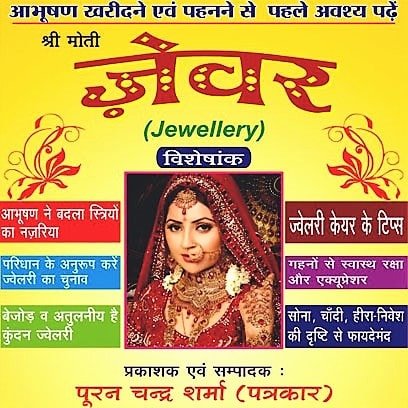 आभूषण खरीदने एवं पहनने से पहले अवश्य पढ़ें
श्री मोती
ज़ेवर
(Jewellery)
विशेषांक
आभूषण ने बदला स्त्रियों
का नज़रिया
परिधान के अनुरूप करें
ज्वेलरी का चुनाव
बेजोड़ व अतुलनीय है
कुंदन ज्वेलरी
ज्वेलरी केयर के टिप्स
गहनों से स्वास्थ रक्षा
और एक्यूप्रेशर
सोना, चाँदी, हीरा-निवेश
की दृष्टि से फायदेमंद
प्रकाशक एवं सम्पादक :
पूरन चन्द्र शर्मा (पत्रकार)